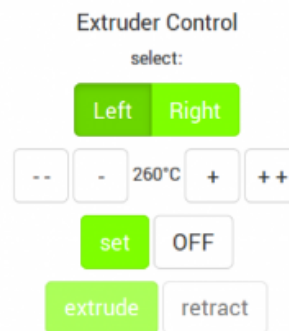 Extruder Control
select:
Left Right
-- - 260°C + ++
set OFF
extrude retract